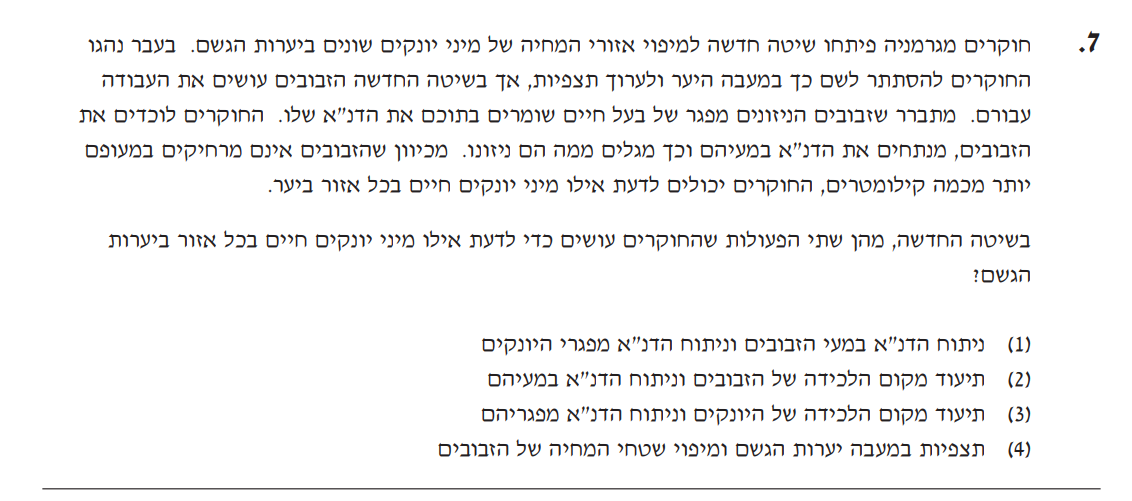 7. חוקרים מגרמניה פיתחו שיטה חדשה למיפוי אזורי המחיה של מיני יונקים שונים ביערות הגשם. בעבר נהגו
החוקרים להסתתר לשם כך במעבה היער ולערוך תצפיות, אך בשיטה החדשה הזבובים עושים את העבודה
עבורם. מתברר שזבובים הניזונים מפגר של בעל חיים שומרים בתוכם את הדנ"א שלו. החוקרים לוכדים את
הזבובים, מנתחים את הדנ"א במעיהם וכך מגלים ממה הם ניזונו. מכיוון שהזבובים אינם מרחיקים במעופם
יותר מכמה קילומטרים, החוקרים יכולים לדעת אילו מיני יונקים חיים בכל אזור ביער.
בשיטה החדשה, מהן שתי הפעולות שהחוקרים עושים כדי לדעת אילו מיני יונקים חיים בכל אזור ביערות
הגשם?
(1) ניתוח הדנ"א במעי הזבובים וניתוח הדנ"א מפגרי היונקים
(2) תיעוד מקום הלכידה של הזבובים וניתוח הדנ"א במעיהם
(3) תיעוד מקום הלכידה של היונקים וניתוח הדנ"א מפגריהם
(4) תצפיות במעבה יערות הגשם ומיפוי שטחי המחיה של הזבובים